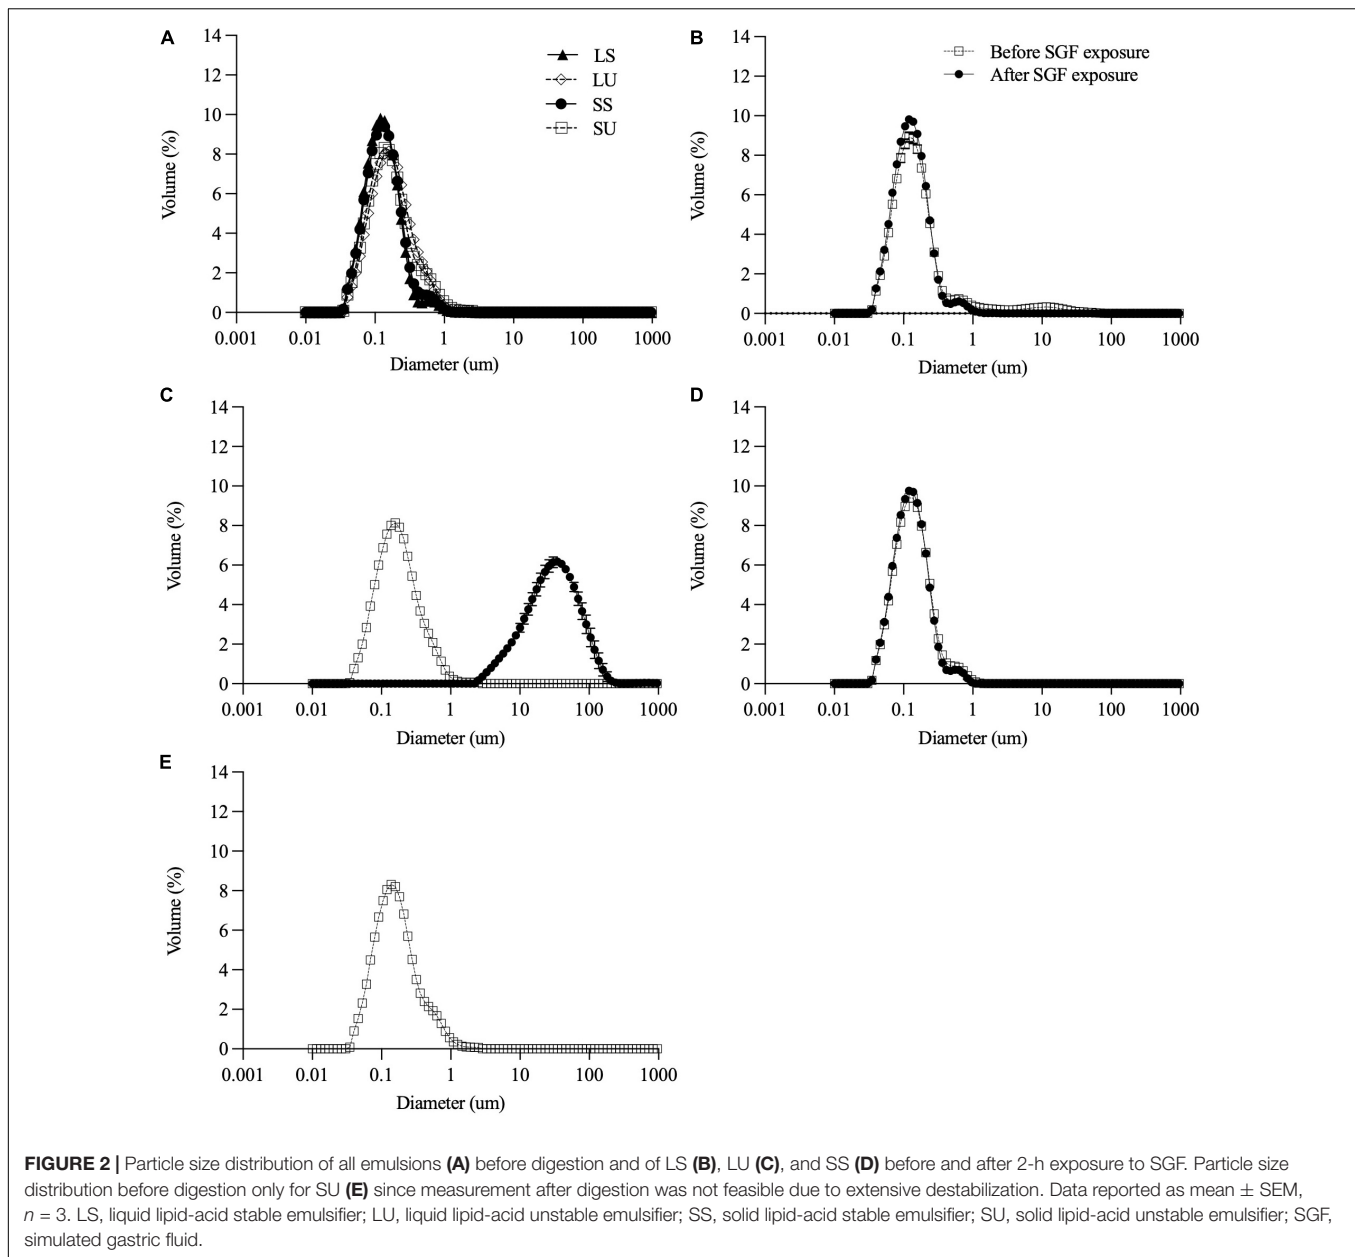 A
14
12
10
8
6
4
2
0
Volume (%)
0.001 0.01 0.1 1 10 100 1000
Diameter (um)
LS
LU
SS
SU
B
14
12
10
8
6
4
2
0
Volume (%)
0.001 0.01 0.1 1 10 100 1000
Diameter (um)
Before SGF exposure
After SGF exposure
C
14
12
10
8
6
4
2
0
Volume (%)
0.001 0.01 0.1 1 10 100 1000
Diameter (um)
D
14
12
10
8
6
4
2
0
Volume (%)
0.001 0.01 0.1 1 10 100 1000
Diameter (um)
E
14
12
10
8
6
4
2
0
Volume (%)
0.001 0.01 0.1 1 10 100 1000
Diameter (um)
FIGURE 2 | Particle size distribution of all emulsions (A) before digestion and of LS (B), LU (C), and SS (D) before and after 2-h exposure to SGF. Particle size
distribution before digestion only for SU (E) since measurement after digestion was not feasible due to extensive destabilization. Data reported as mean ± SEM,
n = 3. LS, liquid lipid-acid stable emulsifier; LU, liquid lipid-acid unstable emulsifier; SS, solid lipid-acid stable emulsifier; SU, solid lipid-acid unstable emulsifier; SGF,
simulated gastric fluid.